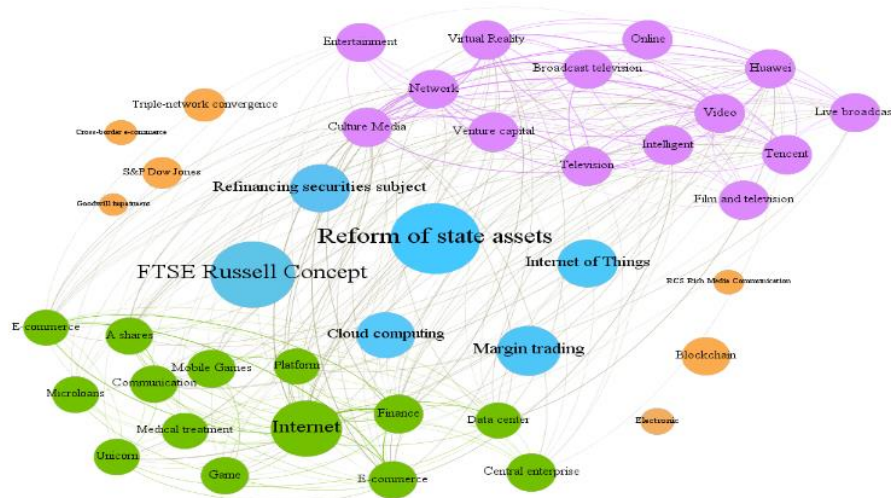 Entertainment
Virtual Reality
Online
Broadcast television
Huawei
Network
Triple-network convergence
Video
Live broadcast
Cross-border e-commerce
Culture Media
Venture capital
Intelligent
Tencent
S&P Dow Jones
Television
Refinancing securities subject
Film and television
Goodwill impairment
Reform of state assets
Internet of Things
FTSE Russell Concept
RCS Rich Media Communication
E-commerce
A shares
Cloud computing
Margin trading
Blockchain
Mobile Games
Platform
Communication
Microloans
Finance
Data center
Electronic
Medical treatment
Internet
Unicorn
Game
E-commerce
Central enterprise